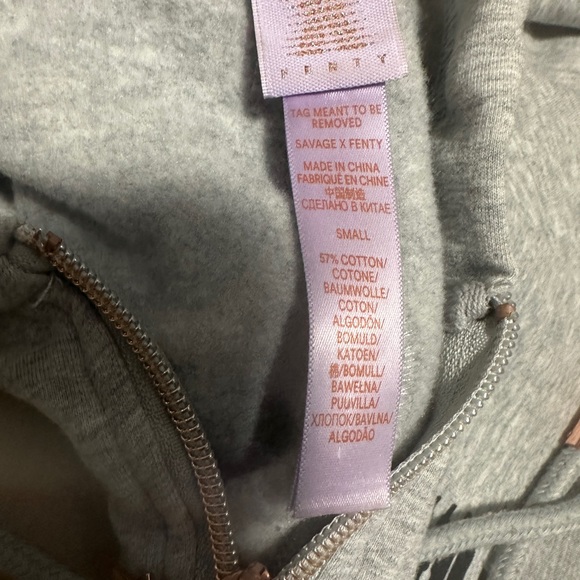 FENTY
TAG MEANT TO BE
REMOVED
SAVAGE X FENTY
MADE IN CHINA
FABRIQUÉ EN CHINE
中国制造
СДЕЛАНО В КИТАЕ
SMALL
57% COTTON/
COTONE/
BAUMWOLLE/
COTON/
ALGODÓN/
BOMULD/
KATOEN/
棉/BOMULL/
BAWEŁNA/
PUUVILLA/
ХЛОПОК/BAVLNA/
ALGODÃO